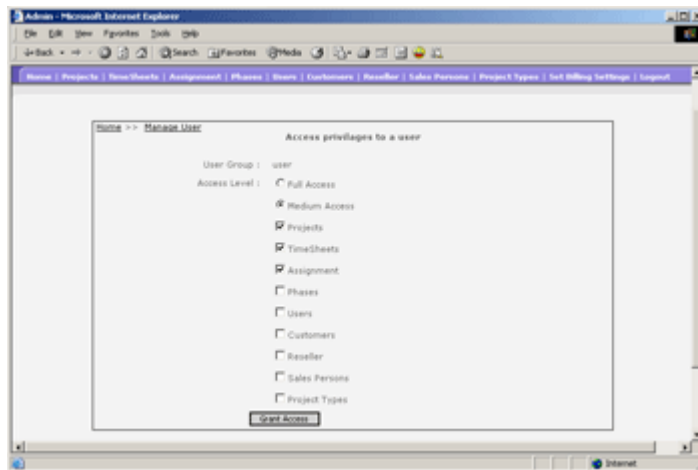 Admin - Microsoft Internet Explorer
File Edit View Favorites Tools Help
Back Search Favorites Media
Home | Projects | TimeSheets | Assignment | Phases | Users | Customers | Reseller | Sales Persons | Project Types | Set Billing Settings | Logout
Home >> Manage User
Access privilages to a user
User Group : user
Access Level : Full Access
Medium Access
Projects
TimeSheets
Assignment
Phases
Users
Customers
Reseller
Sales Persons
Project Types
Grant Access
Internet